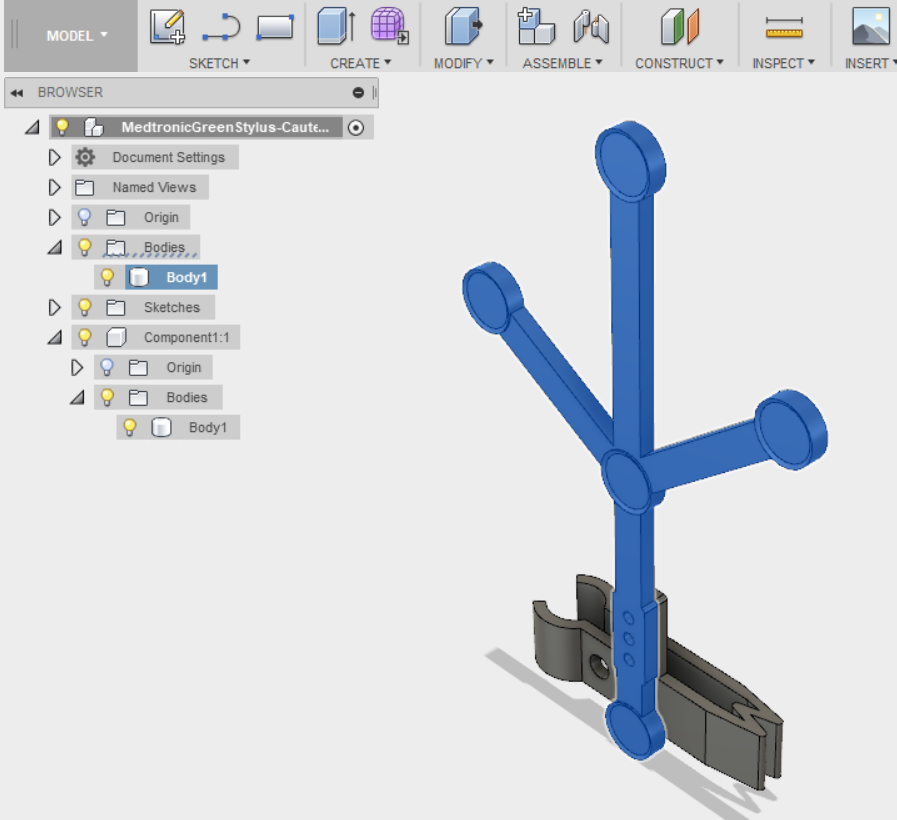 MODEL
SKETCH
CREATE
MODIFY
ASSEMBLE
CONSTRUCT
INSPECT
INSERT
BROWSER
MedtronicGreenStylus-Caute...
Document Settings
Named Views
Origin
Bodies
Body1
Sketches
Component1:1
Origin
Bodies
Body1